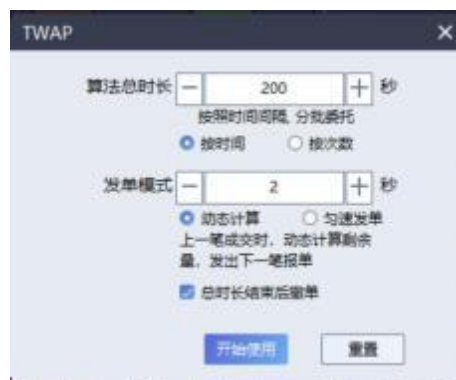 TWAP
算法总时长 200 秒
按照时间间隔, 分批委托
按时间 按次数
发单模式 2 秒
动态计算 匀速发单
上一笔成交时, 动态计算剩余
量, 发出下一笔报单
总时长结束后撤单
开始使用 重置